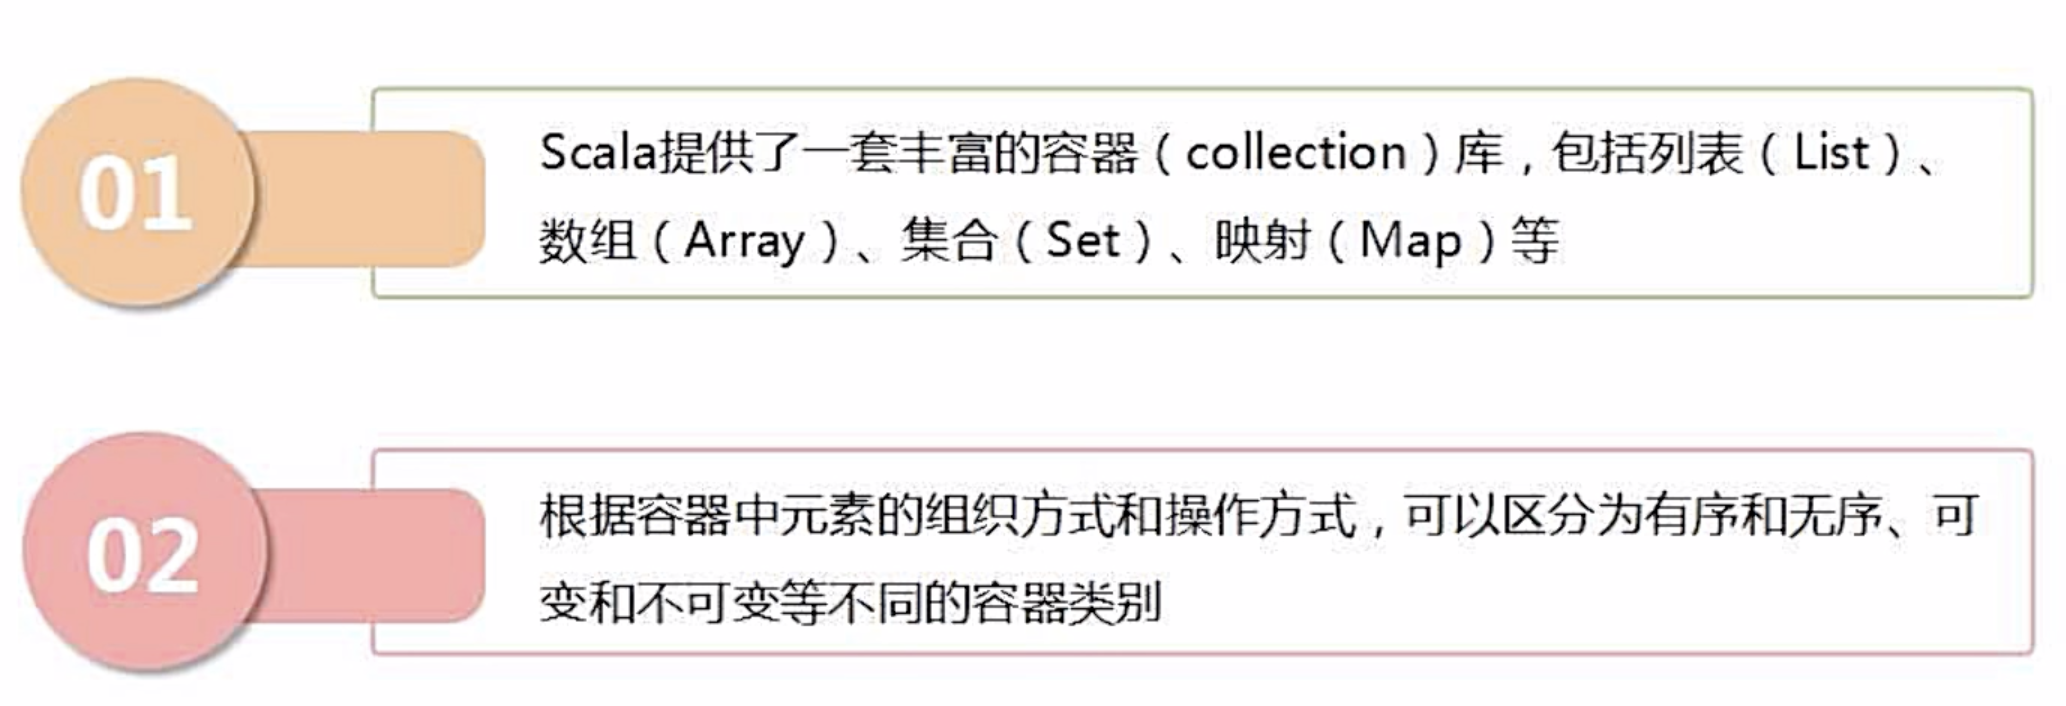 01
Scala提供了一套丰富的容器（collection）库，包括列表（List）、
数组（Array）、集合（Set）、映射（Map）等
02
根据容器中元素的组织方式和操作方式，可以区分为有序和无序、可
变和不可变等不同的容器类别